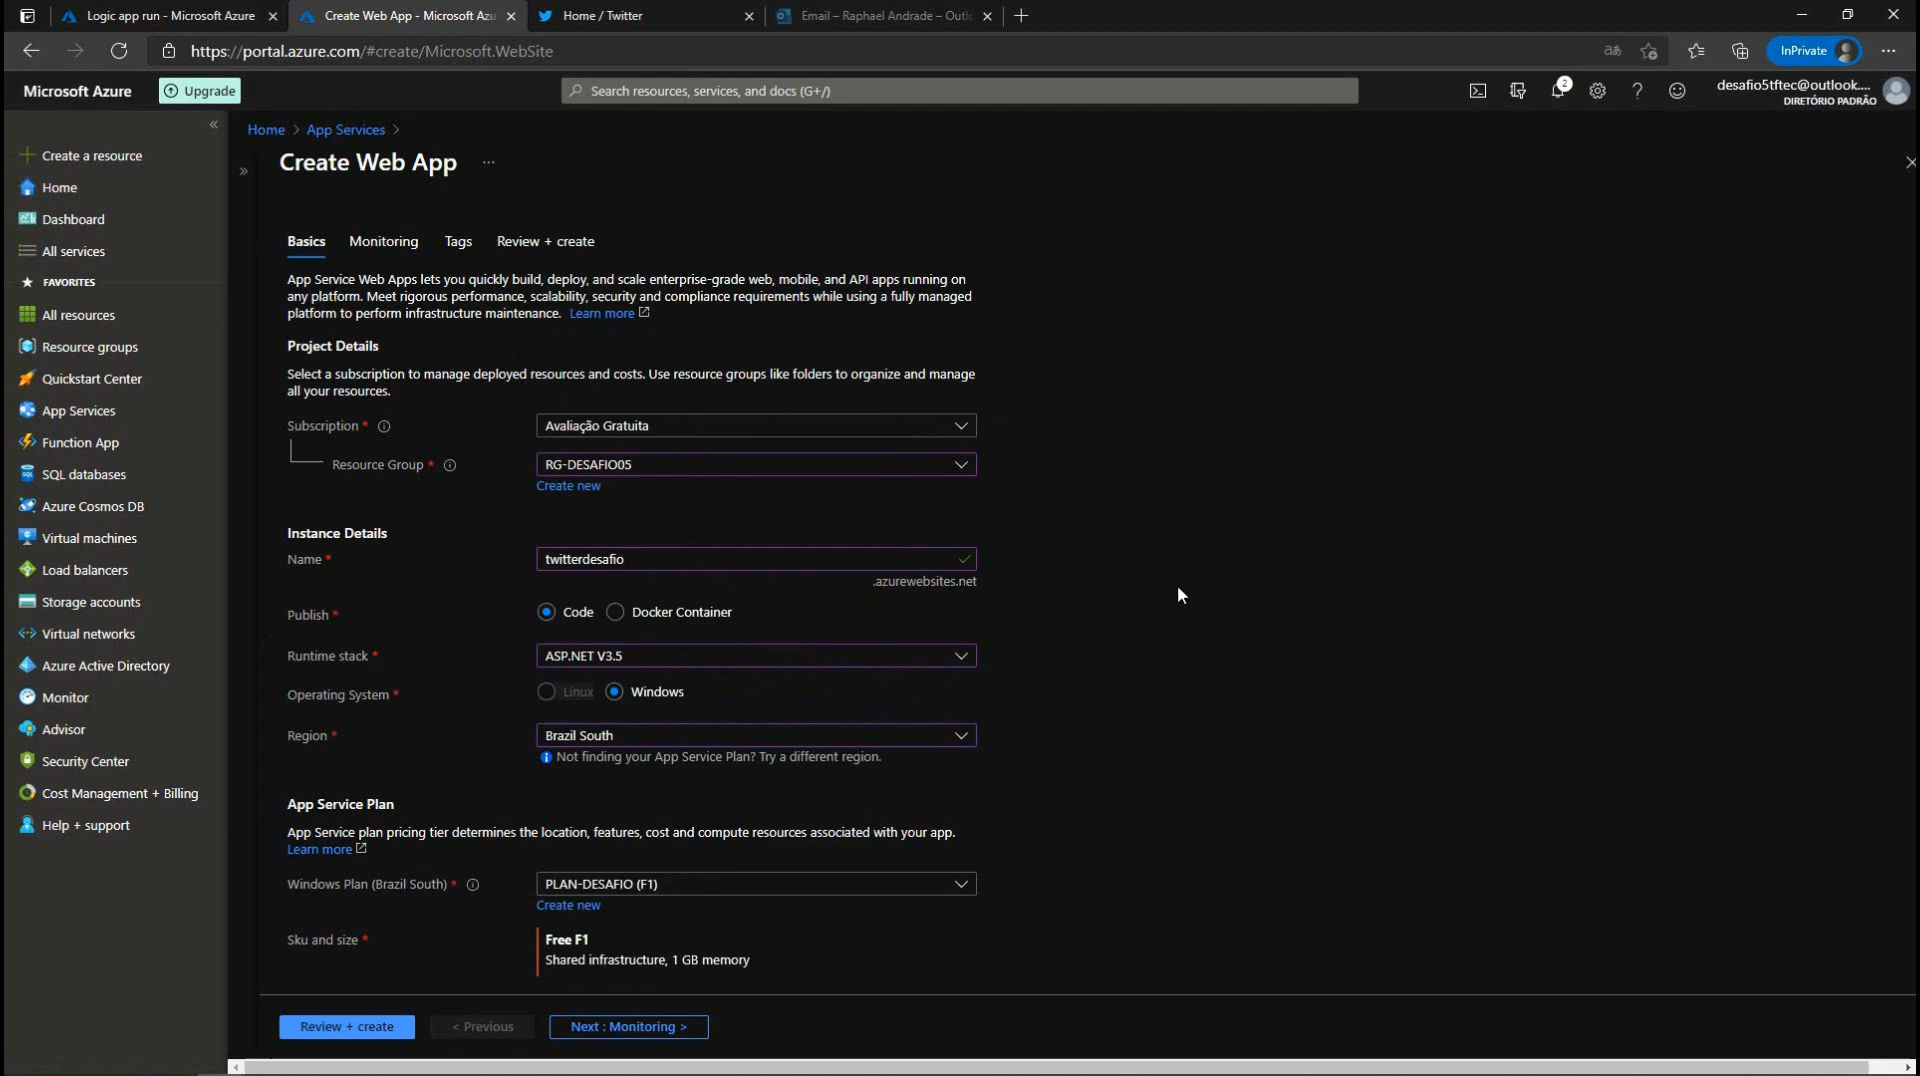 Logic app run - Microsoft Azure
Create Web App - Microsoft Azu
Home / Twitter
Email – Raphael Andrade – Outlo
https://portal.azure.com/#create/Microsoft.WebSite
InPrivate
Microsoft Azure
Upgrade
Search resources, services, and docs (G+/)
2
desafio5tftec@outlook....
DIRETÓRIO PADRÃO
Create a resource
Home
Dashboard
All services
FAVORITES
All resources
Resource groups
Quickstart Center
App Services
Function App
SQL databases
Azure Cosmos DB
Virtual machines
Load balancers
Storage accounts
Virtual networks
Azure Active Directory
Monitor
Advisor
Security Center
Cost Management + Billing
Help + support
Home > App Services >
Create Web App ...
Basics
Monitoring
Tags
Review + create
App Service Web Apps lets you quickly build, deploy, and scale enterprise-grade web, mobile, and API apps running on
any platform. Meet rigorous performance, scalability, security and compliance requirements while using a fully managed
platform to perform infrastructure maintenance. Learn more
Project Details
Select a subscription to manage deployed resources and costs. Use resource groups like folders to organize and manage
all your resources.
Subscription *
Avaliação Gratuita
Resource Group *
RG-DESAFIO05
Create new
Instance Details
Name *
twitterdesafio
.azurewebsites.net
Publish *
Code
Docker Container
Runtime stack *
ASP.NET V3.5
Operating System *
Linux
Windows
Region *
Brazil South
Not finding your App Service Plan? Try a different region.
App Service Plan
App Service plan pricing tier determines the location, features, cost and compute resources associated with your app.
Learn more
Windows Plan (Brazil South) *
PLAN-DESAFIO (F1)
Create new
Sku and size *
Free F1
Shared infrastructure, 1 GB memory
Review + create
< Previous
Next : Monitoring >